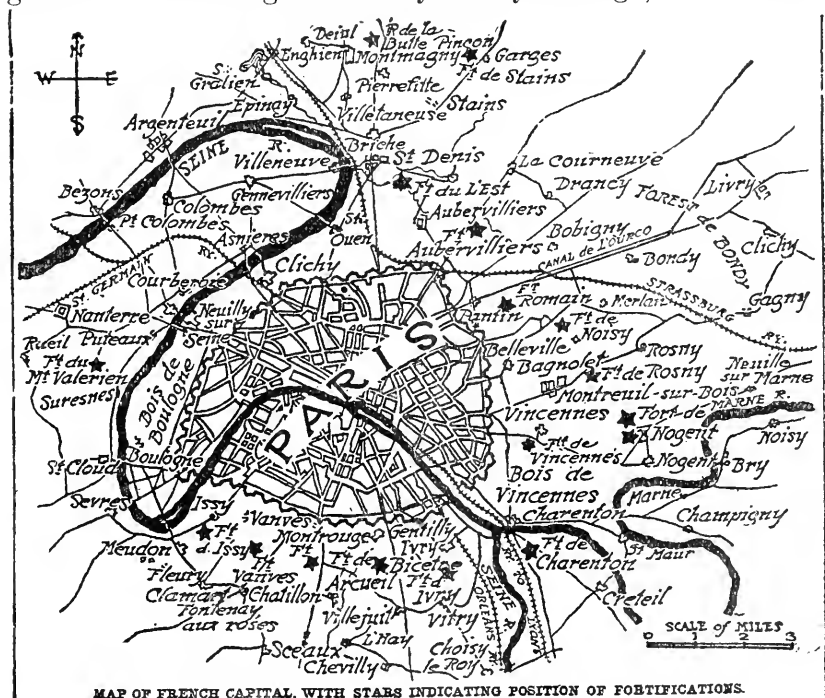 N
W E
S
Deuil
Ft de la
Butte Pinçon
Enghien
Montmagny
Garges
Ft de Stains
St
Gratien
Pierrefitte
Epinay
Villetaneuse
Stains
Argenteuil
SEINE R.
Villeneuve
Briche
St Denis
La Courneuve
Drancy
FOREST de BONDY
Livry
Bezons
Gennevilliers
Ft du L'Est
Colombes
Pt Colombes
St
Ouen
Aubervilliers
Ft
Aubervilliers
Bobigny
Clichy
Asnieres
CANAL de L'OURCQ
Bondy
St. GERMAIN RY.
Clichy
Courbevoie
STRASSBURG RY.
Gagny
Nanterre
Neuilly
sur
Seine
Pantin
Ft
Romain
Merlan
Rueil
Puteaux
Ft de
Noisy
Belleville
Rosny
Ft du
Mt Valerien
Bagnolet
Ft de Rosny
Neuille
sur Marne
Suresnes
Bois de
Boulogne
PARIS
Montreuil-sur-Bois
MARNE R.
Vincennes
Fort de
Nogent
Noisy
St Cloud
Boulogne
Ft de
Vincennes
Nogent
Bry
Bois de
Vincennes
Marne
Sevres
Issy
Vanves
Charenton
Champigny
Montrouge
Gentilly
Ivry
Meudon
Ft
d'Issy
Ft
Ft de
Bicetre
St
Maur
Ft de
Charenton
Fleury
Ft
Vanves
Ft d
Ivry
Clamart
Chatillon
Arcueil
Creteil
Fontenay
aux roses
Villejuif
Vitry
ORLEANS R.
SEINE R.
RR TO LYONS
SCALE of MILES
0 1 2 3
Sceaux
L'Hay
Choisy
le Roy
Chevilly
MAP OF FRENCH CAPITAL, WITH STARS INDICATING POSITION OF FORTIFICATIONS.